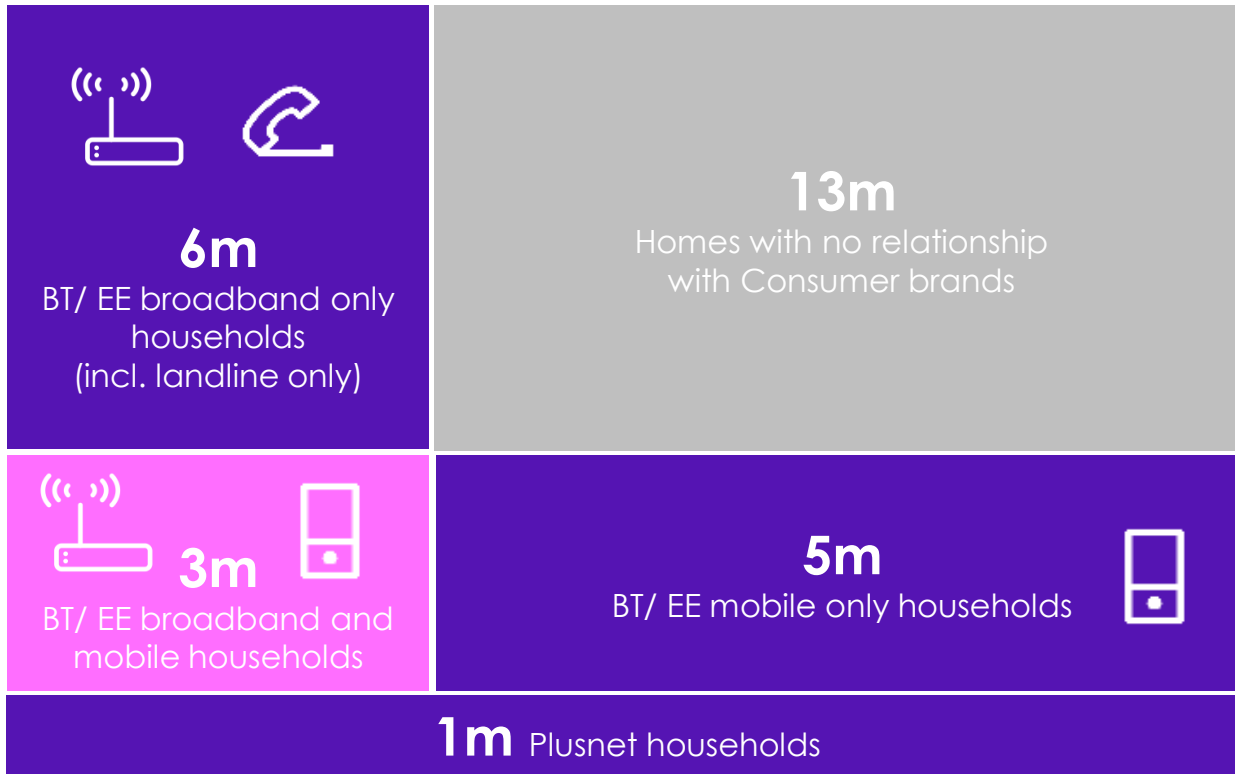 6m
BT/ EE broadband only
households
(incl. landline only)
13m
Homes with no relationship
with Consumer brands
3m
BT/ EE broadband and
mobile households
5m
BT/ EE mobile only households
1m Plusnet households